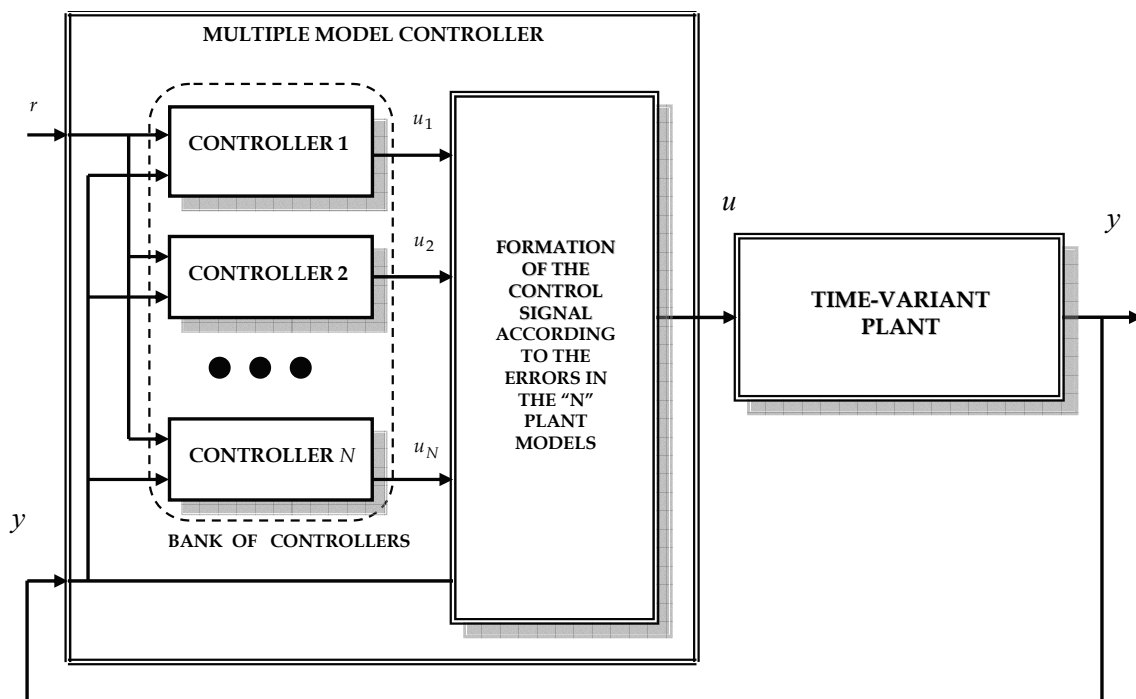 MULTIPLE MODEL CONTROLLER
r
CONTROLLER 1
u1
CONTROLLER 2
u2
CONTROLLER N
uN
BANK OF CONTROLLERS
y
FORMATION
OF THE
CONTROL
SIGNAL
ACCORDING
TO THE
ERRORS IN
THE “N”
PLANT
MODELS
u
TIME-VARIANT
PLANT
y